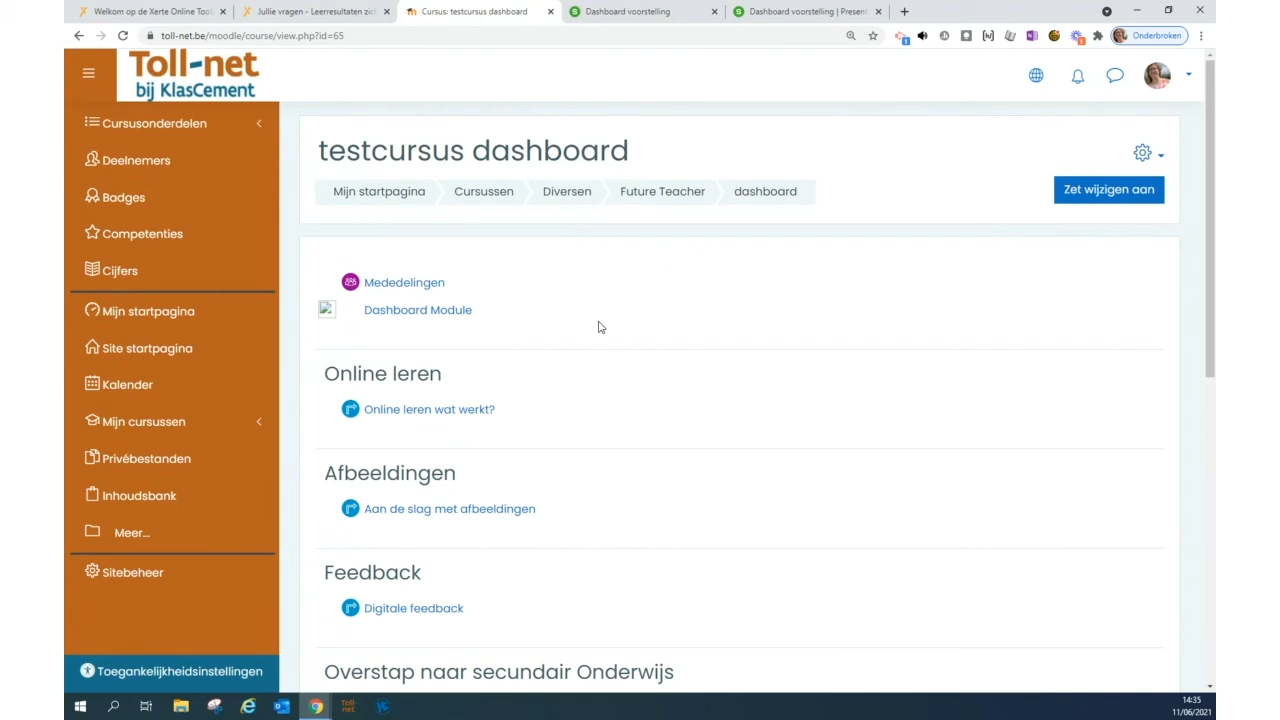 Welkom op de Xerte Online Tool
Jullie vragen - Leerresultaten zic
Cursus: testcursus dashboard
Dashboard voorstelling
Dashboard voorstelling | Present
toll-net.be/moodle/course/view.php?id=65
Onderbroken
Toll-net
bij KlasCement
Cursusonderdelen
Deelnemers
Badges
Competenties
Cijfers
Mijn startpagina
Site startpagina
Kalender
Mijn cursussen
Privébestanden
Inhoudsbank
Meer...
Sitebeheer
Toegankelijkheidsinstellingen
testcursus dashboard
Mijn startpagina
Cursussen
Diversen
Future Teacher
dashboard
Zet wijzigen aan
Mededelingen
Dashboard Module
Online leren
Online leren wat werkt?
Afbeeldingen
Aan de slag met afbeeldingen
Feedback
Digitale feedback
Overstap naar secundair Onderwijs
14:35
11/06/2021